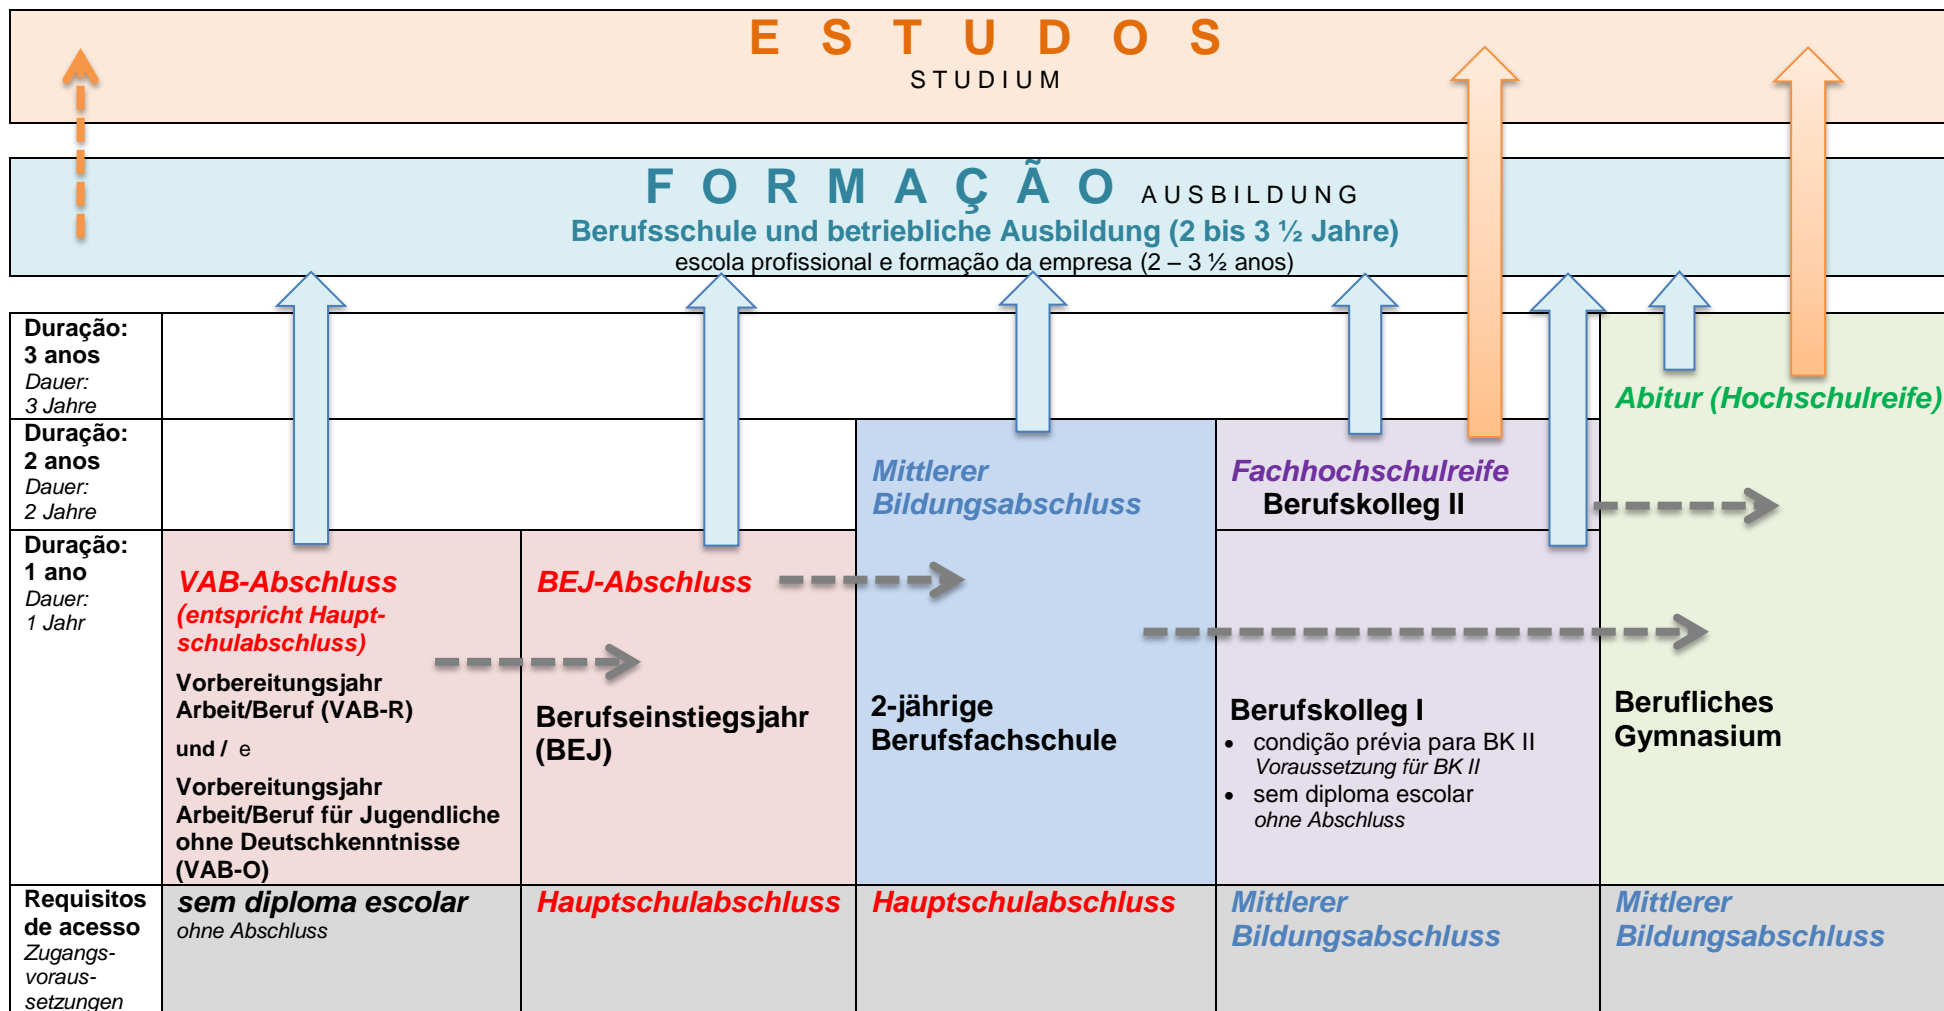 E S T U D O S
STUDIUM
F O R M A Ç Ã O AUSBILDUNG
Berufsschule und betriebliche Ausbildung (2 bis 3 ½ Jahre)
escola profissional e formação da empresa (2 – 3 ½ anos)
Duração:
3 anos
Dauer:
3 Jahre
Abitur (Hochschulreife)
Duração:
2 anos
Dauer:
2 Jahre
Mittlerer
Bildungsabschluss
Fachhochschulreife
Berufskolleg II
Duração:
1 ano
Dauer:
1 Jahr
VAB-Abschluss
(entspricht Haupt-
schulabschluss)
Vorbereitungsjahr
Arbeit/Beruf (VAB-R)
und / e
Vorbereitungsjahr
Arbeit/Beruf für Jugendliche
ohne Deutschkenntnisse
(VAB-O)
BEJ-Abschluss
Berufseinstiegsjahr
(BEJ)
2-jährige
Berufsfachschule
Berufskolleg I
• condição prévia para BK II
Voraussetzung für BK II
• sem diploma escolar
ohne Abschluss
Berufliches
Gymnasium
Requisitos
de acesso
Zugangs-
voraus-
setzungen
sem diploma escolar
ohne Abschluss
Hauptschulabschluss
Hauptschulabschluss
Mittlerer
Bildungsabschluss
Mittlerer
Bildungsabschluss